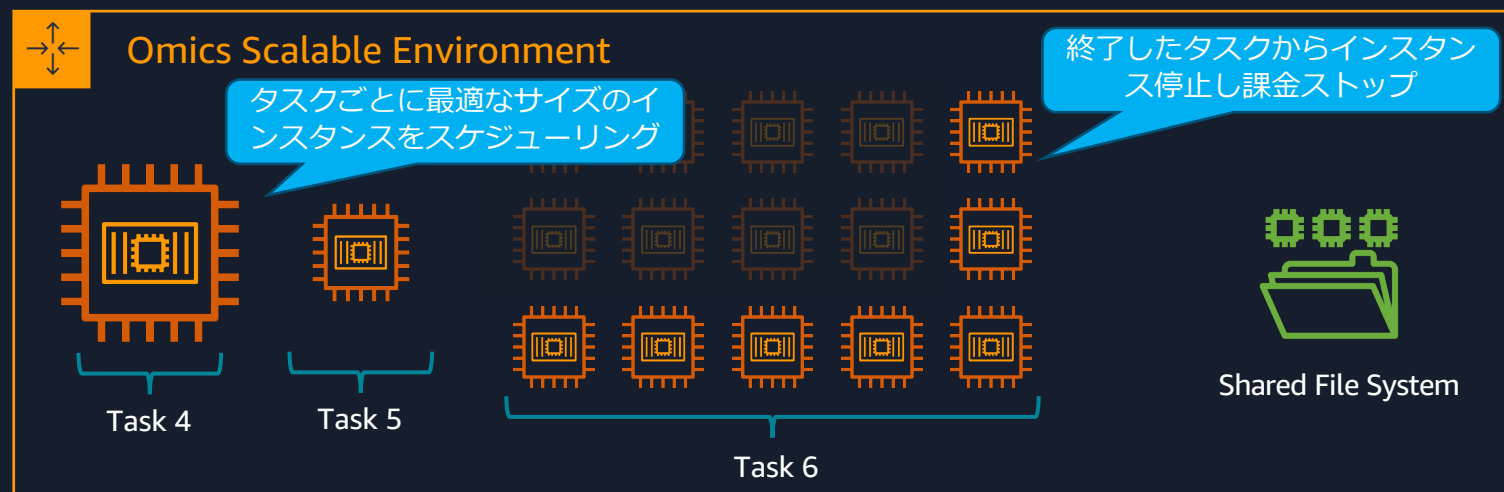 Omics Scalable Environment
終了したタスクからインスタン
ス停止し課金ストップ
タスクごとに最適なサイズのイ
ンスタンスをスケジューリング
Shared File System
Task 4
Task 5
Task 6